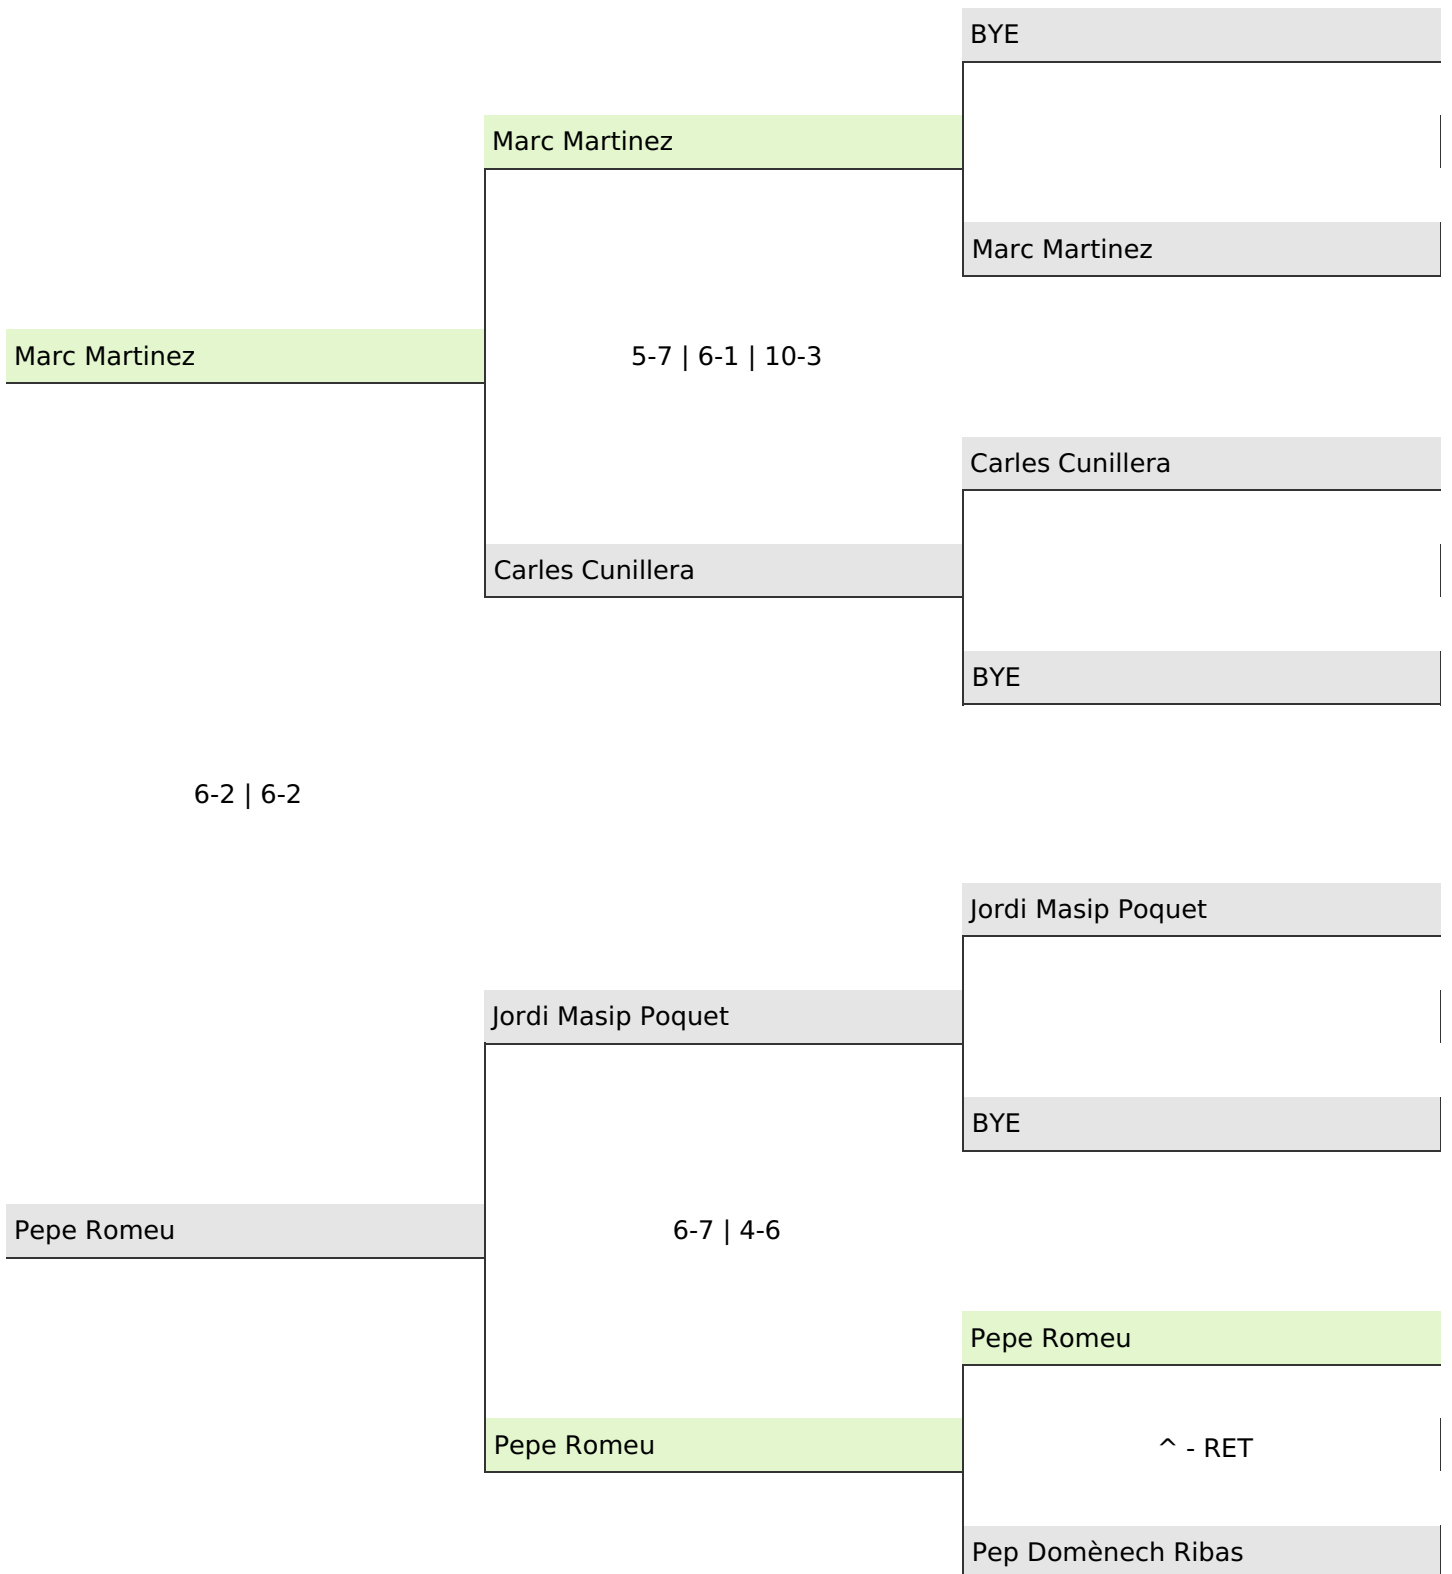 BYE
Marc Martinez
Marc Martinez
Marc Martinez
5-7 | 6-1 | 10-3
Carles Cunillera
Carles Cunillera
BYE
6-2 | 6-2
Jordi Masip Poquet
Jordi Masip Poquet
BYE
Pepe Romeu
6-7 | 4-6
Pepe Romeu
Pepe Romeu
^ - RET
Pep Domènech Ribas